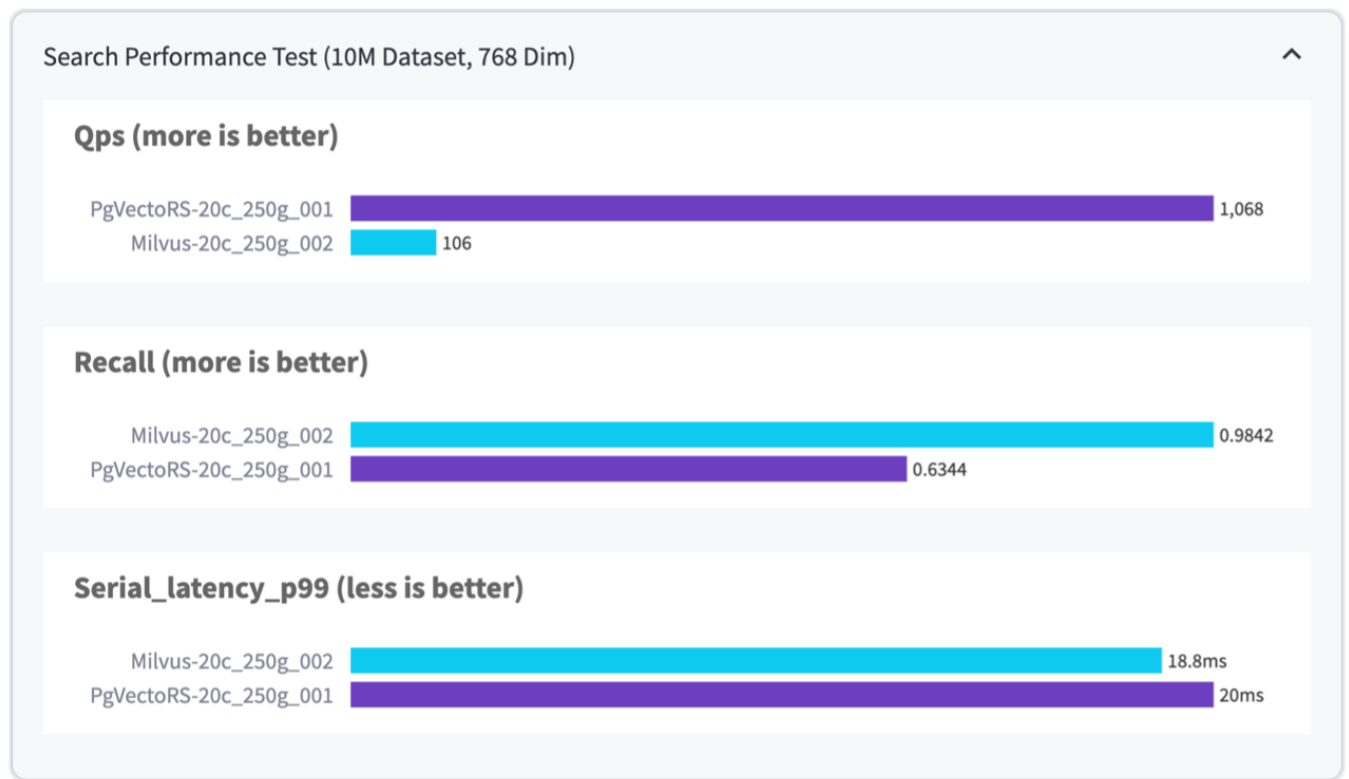 Search Performance Test (10M Dataset, 768 Dim)
Qps (more is better)
PgVectoRS-20c_250g_001 1,068
Milvus-20c_250g_002 106
Recall (more is better)
Milvus-20c_250g_002 0.9842
PgVectoRS-20c_250g_001 0.6344
Serial_latency_p99 (less is better)
Milvus-20c_250g_002 18.8ms
PgVectoRS-20c_250g_001 20ms